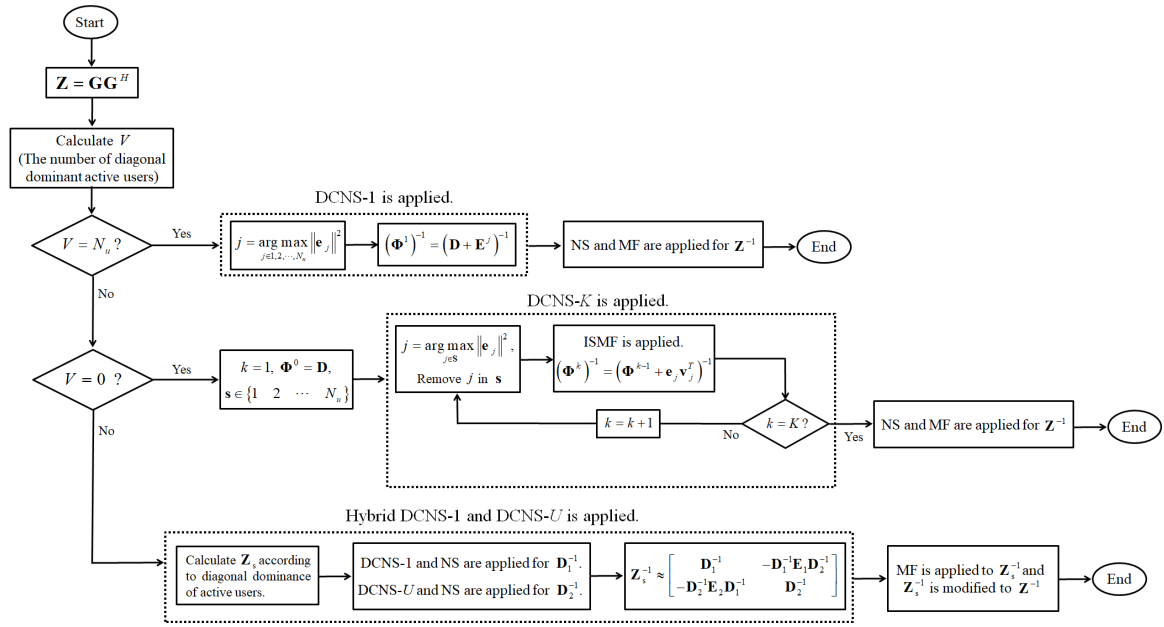 Start
Z = GG^H
Calculate V
(The number of diagonal
dominant active users)
V = N_u ?
Yes
No
DCNS-1 is applied.
j = arg max ‖e_j‖^2
j∈1,2,⋯,N_u
(Φ^1)^{-1} = (D + E^j)^{-1}
NS and MF are applied for Z^{-1}
End
V = 0 ?
Yes
No
k = 1, Φ^0 = D,
s ∈ {1 2 ⋯ N_u}
DCNS-K is applied.
j = arg max ‖e_j‖^2,
j∈s
Remove j in s
ISMF is applied.
(Φ^k)^{-1} = (Φ^{k-1} + e_j v_j^T)^{-1}
k = k+1
No
k = K?
Yes
NS and MF are applied for Z^{-1}
End
Hybrid DCNS-1 and DCNS-U is applied.
Calculate Z_s according
to diagonal dominance
of active users.
DCNS-1 and NS are applied for D_1^{-1}.
DCNS-U and NS are applied for D_2^{-1}.
Z_s^{-1} ≈ [ D_1^{-1} -D_1^{-1}E_1D_2^{-1}
-D_2^{-1}E_2D_1^{-1} D_2^{-1} ]
MF is applied to Z_s^{-1} and
Z_s^{-1} is modified to Z^{-1}
End